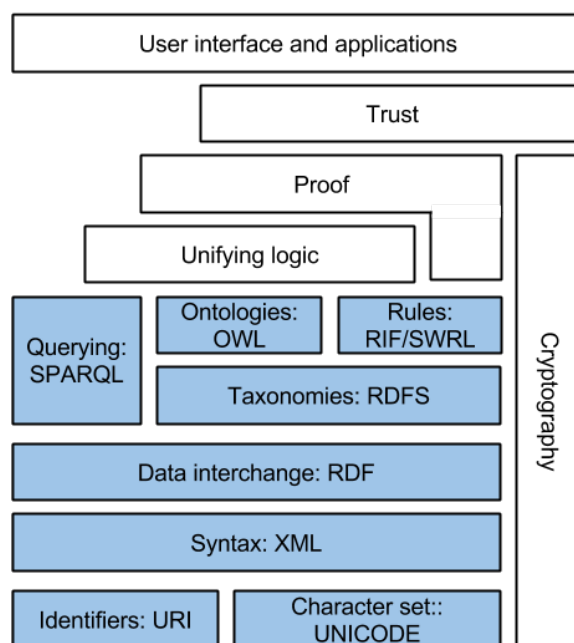 User interface and applications
Trust
Proof
Unifying logic
Ontologies:
OWL
Rules:
RIF/SWRL
Querying:
SPARQL
Taxonomies: RDFS
Cryptography
Data interchange: RDF
Syntax: XML
Identifiers: URI
Character set::
UNICODE